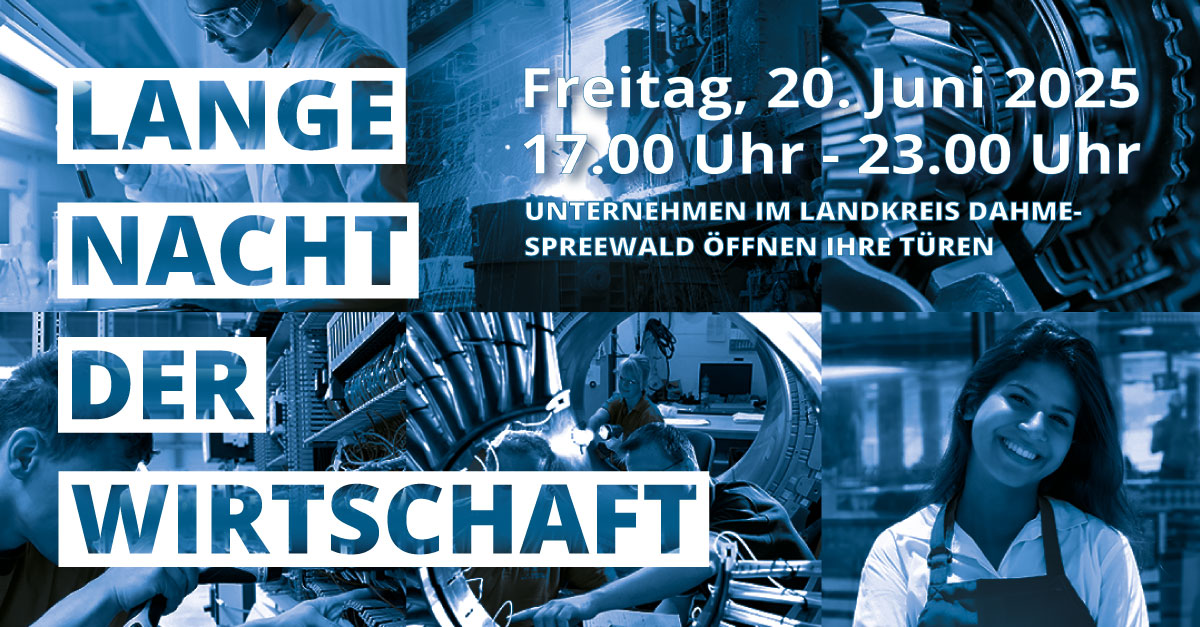 LANGE
NACHT
DER
WIRTSCHAFT
Freitag, 20. Juni 2025
17.00 Uhr - 23.00 Uhr
UNTERNEHMEN IM LANDKREIS DAHME-
SPREEWALD ÖFFNEN IHRE TÜREN